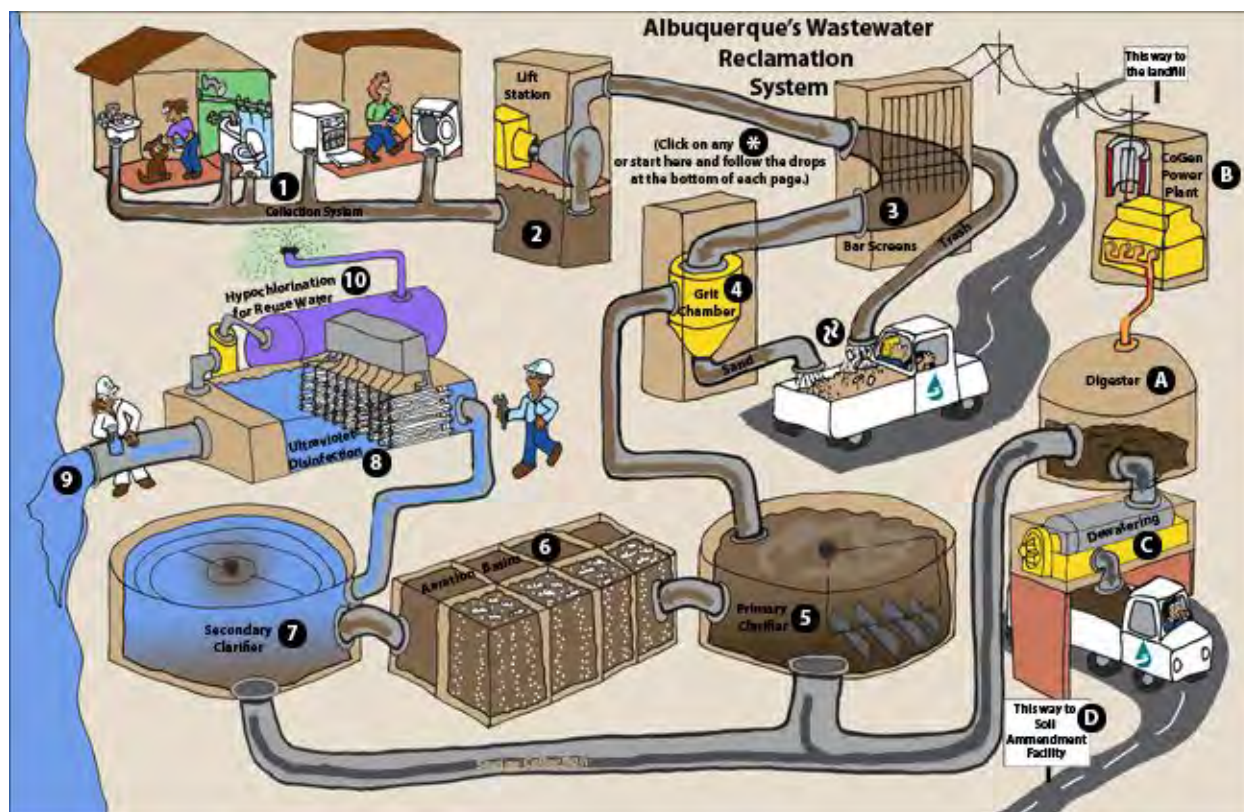 Albuquerque's Wastewater
Reclamation
System
(Click on any *
or start here and follow the drops
at the bottom of each page.)
Lift
Station
This way to
the landfill
1
Collection System
2
3
Bar Screens
Trash
CoGen
Power
Plant
B
10
Hypochlorination
for Reuse Water
Grit
Chamber
4
Sand
Digester
A
Ultraviolet
Disinfection
8
9
Dewatering
C
Aeration Basins
6
Secondary
Clarifier
7
Primary
Clarifier
5
This way to
Soil
Ammendment
Facility
D